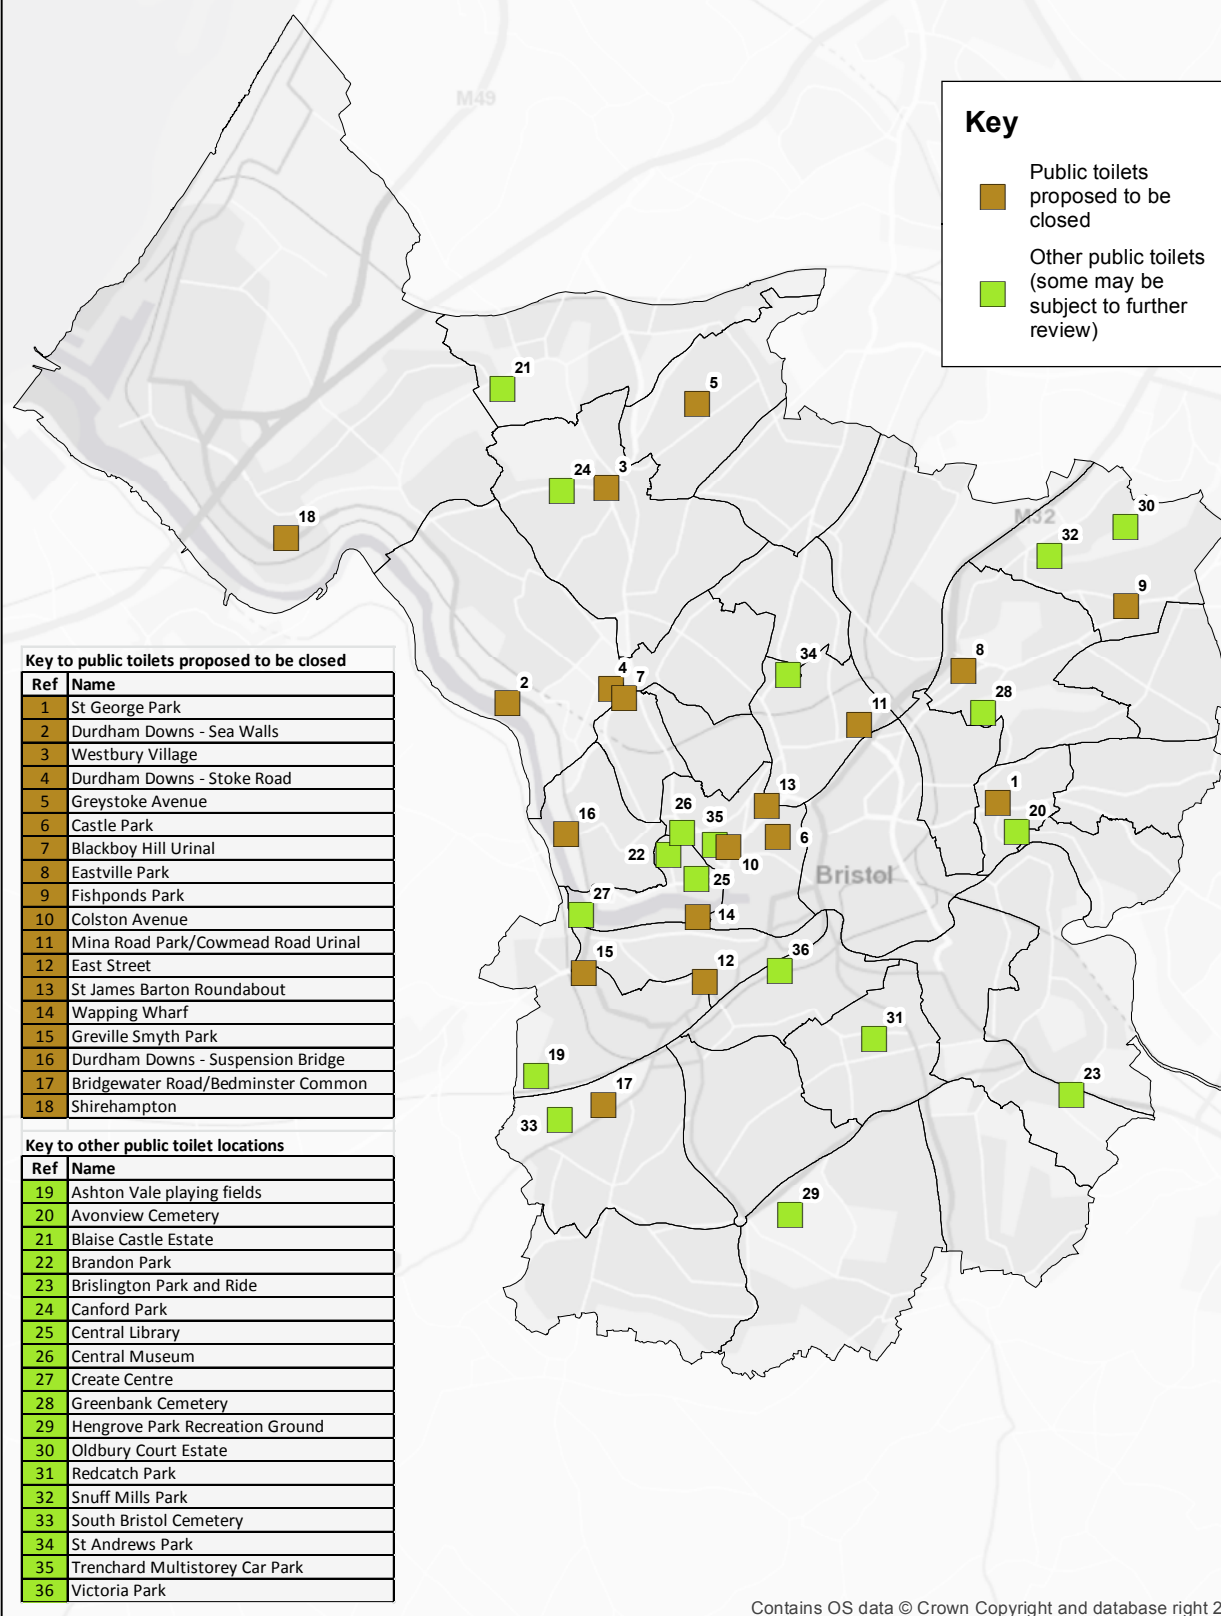 M49
Key
Public toilets
proposed to be
closed
Other public toilets
(some may be
subject to further
review)
21
5
24
3
18
M32
30
32
9
8
28
34
4
7
2
11
1
20
13
6
26
35
10
22
25
16
Bristol
27
14
15
12
36
31
19
17
33
23
29
Key to public toilets proposed to be closed
Ref Name
1 St George Park
2 Durdham Downs - Sea Walls
3 Westbury Village
4 Durdham Downs - Stoke Road
5 Greystoke Avenue
6 Castle Park
7 Blackboy Hill Urinal
8 Eastville Park
9 Fishponds Park
10 Colston Avenue
11 Mina Road Park/Cowmead Road Urinal
12 East Street
13 St James Barton Roundabout
14 Wapping Wharf
15 Greville Smyth Park
16 Durdham Downs - Suspension Bridge
17 Bridgewater Road/Bedminster Common
18 Shirehampton
Key to other public toilet locations
Ref Name
19 Ashton Vale playing fields
20 Avonview Cemetery
21 Blaise Castle Estate
22 Brandon Park
23 Brislington Park and Ride
24 Canford Park
25 Central Library
26 Central Museum
27 Create Centre
28 Greenbank Cemetery
29 Hengrove Park Recreation Ground
30 Oldbury Court Estate
31 Redcatch Park
32 Snuff Mills Park
33 South Bristol Cemetery
34 St Andrews Park
35 Trenchard Multistorey Car Park
36 Victoria Park
Contains OS data © Crown Copyright and database right 2